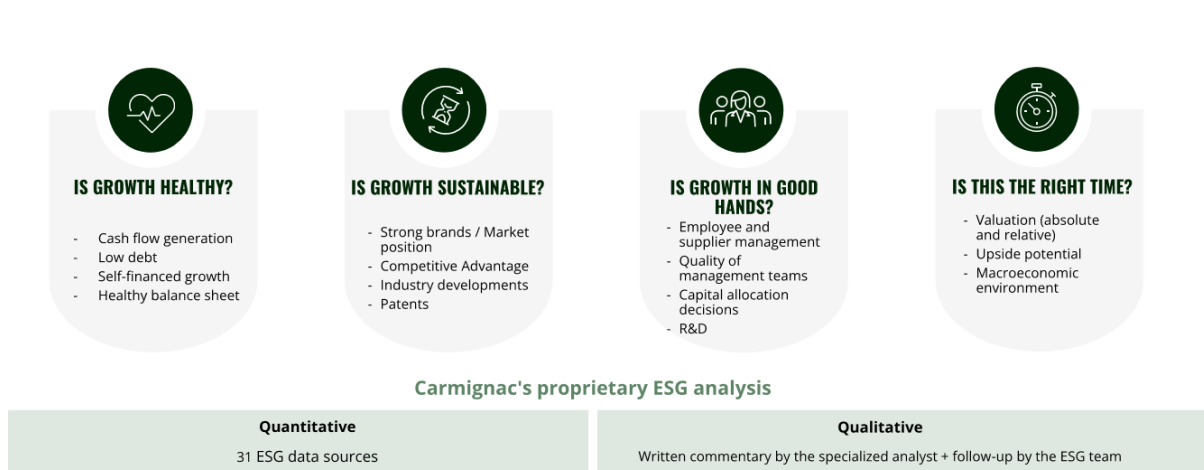 IS GROWTH HEALTHY?
- Cash flow generation
- Low debt
- Self-financed growth
- Healthy balance sheet
IS GROWTH SUSTAINABLE?
- Strong brands / Market
position
- Competitive Advantage
- Industry developments
- Patents
IS GROWTH IN GOOD
HANDS?
- Employee and
supplier management
- Quality of
management teams
- Capital allocation
decisions
- R&D
IS THIS THE RIGHT TIME?
- Valuation (absolute
and relative)
- Upside potential
- Macroeconomic
environment
Carmignac's proprietary ESG analysis
Quantitative
31 ESG data sources
Qualitative
Written commentary by the specialized analyst + follow-up by the ESG team